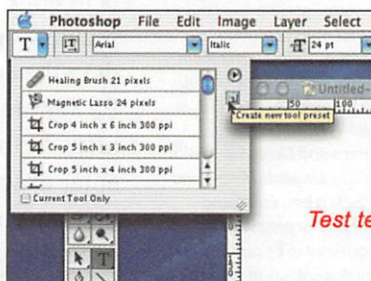 Photoshop File Edit Image Layer Select
T T Arial Italic T 24 pt
Untitled-
Healing Brush 21 pixels
50 100
Magnetic Lasso 24 pixels
Create new tool preset
Crop 4 inch x 6 inch 300 ppi
Crop 5 inch x 3 inch 300 ppi
Crop 5 inch x 4 inch 300 ppi
Current Tool Only
Test te
T